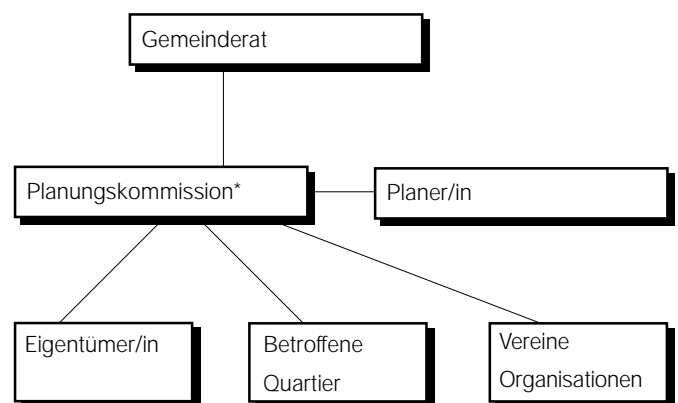 Gemeinderat
Planungskommission*
Planer/in
Eigentümer/in
Betroffene
Quartier
Vereine
Organisationen